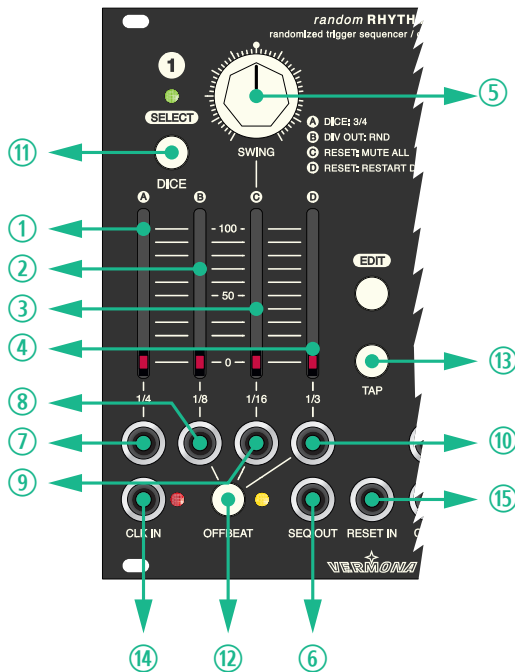 random RHYTH
randomized trigger sequencer /
1
5
SELECT
A DICE: 3/4
B DIV OUT: RND
C RESET: MUTE ALL
D RESET: RESTART D
SWING
11
DICE
A B C D
1
100
2
EDIT
3
50
4
0
13
TAP
1/4 1/8 1/16 1/3
8
7
10
9
15
CLK IN OFFBEAT SEQ OUT RESET IN
VERMONA
14 12 6